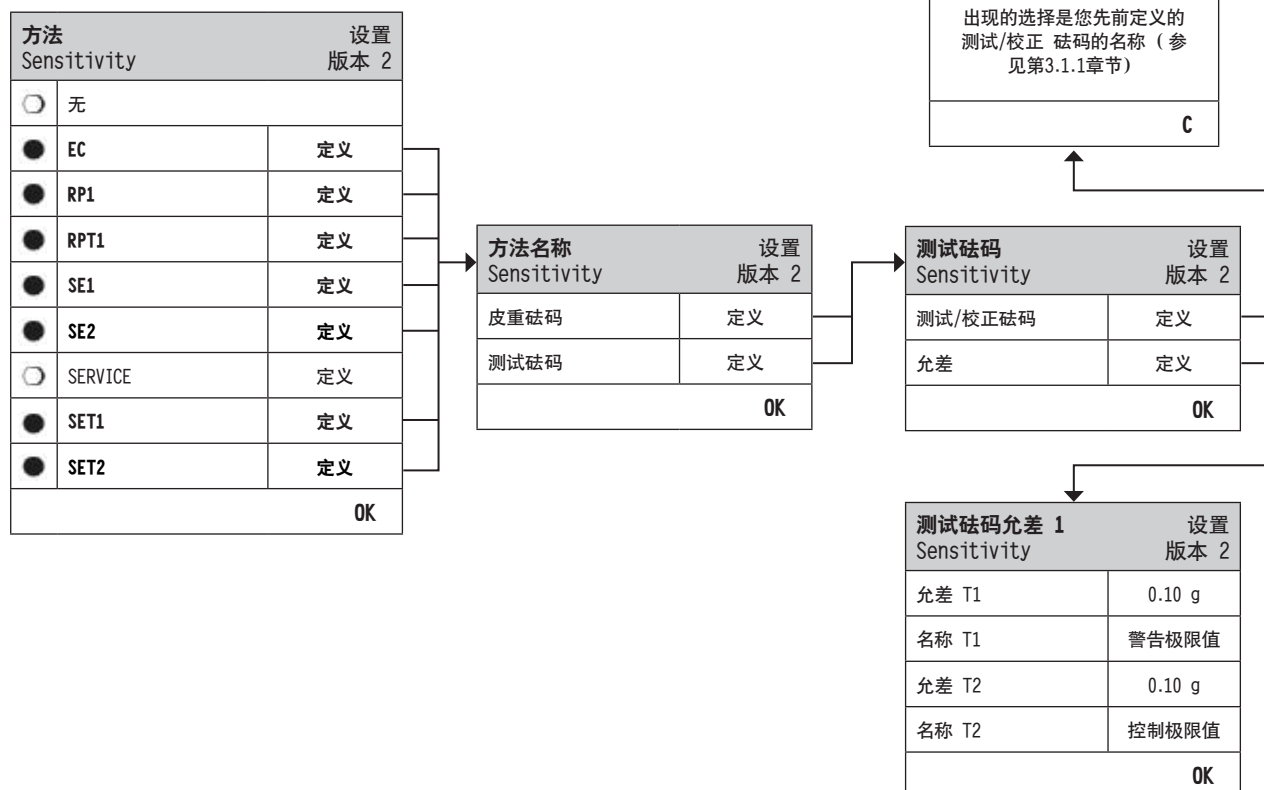 方法 设置
Sensitivity 版本 2
无
EC 定义
RP1 定义
RPT1 定义
SE1 定义
SE2 定义
SERVICE 定义
SET1 定义
SET2 定义
OK
方法名称 设置
Sensitivity 版本 2
皮重砝码 定义
测试砝码 定义
OK
出现的选择是您先前定义的
测试/校正 砝码的名称 ( 参
见第3.1.1章节)
C
测试砝码 设置
Sensitivity 版本 2
测试/校正砝码 定义
允差 定义
OK
测试砝码允差 1 设置
Sensitivity 版本 2
允差 T1 0.10 g
名称 T1 警告极限值
允差 T2 0.10 g
名称 T2 控制极限值
OK